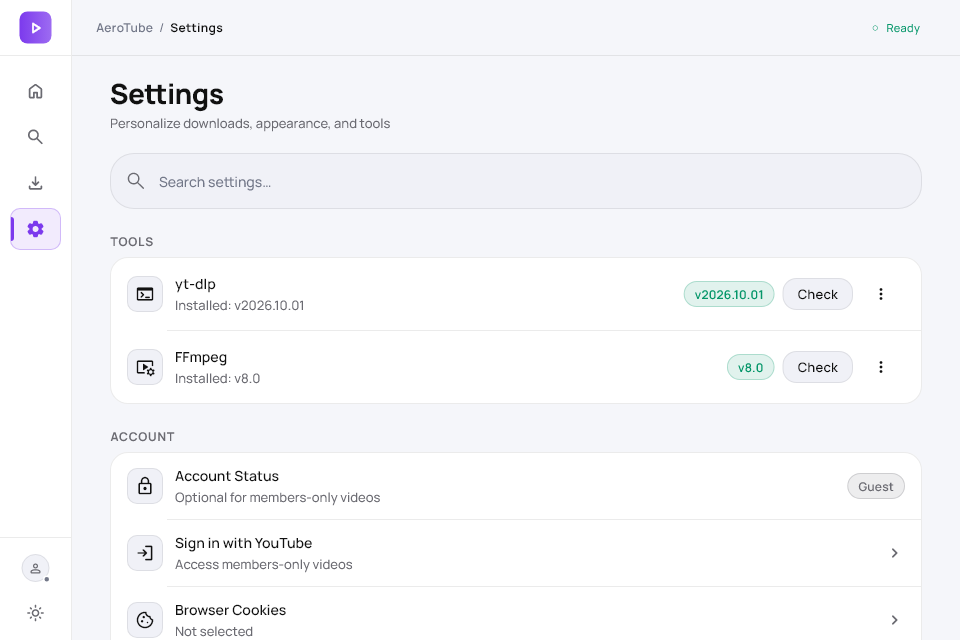 AeroTube / Settings
Ready
Settings
Personalize downloads, appearance, and tools
Search settings...
TOOLS
yt-dlp
Installed: v2026.10.01
v2026.10.01
Check
FFmpeg
Installed: v8.0
v8.0
Check
ACCOUNT
Account Status
Optional for members-only videos
Guest
Sign in with YouTube
Access members-only videos
Browser Cookies
Not selected